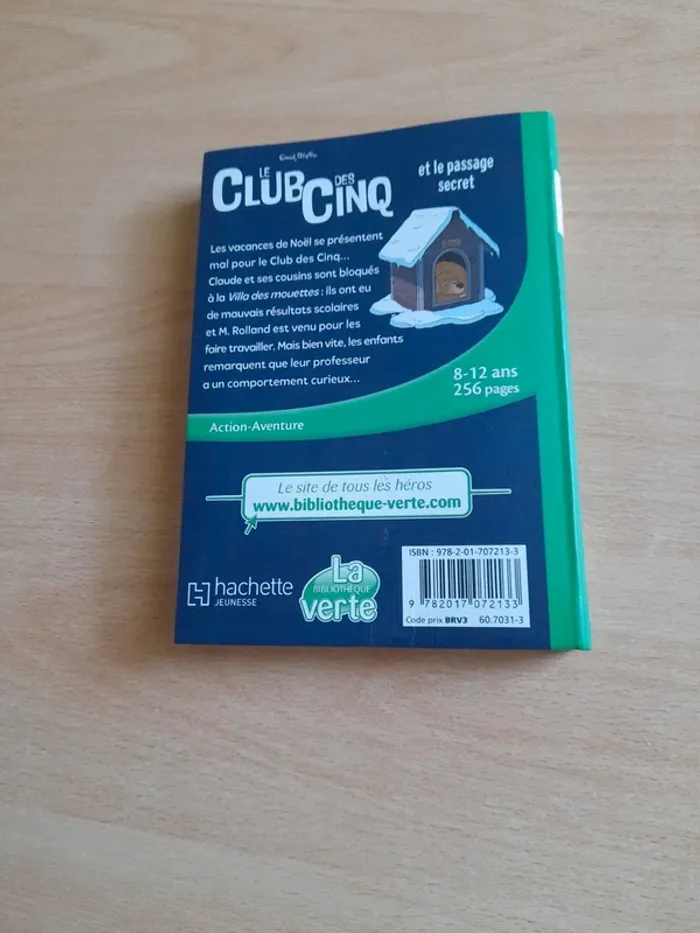 Enid Blyton
LE
CLUB DES
CINQ
et le passage
secret
Les vacances de Noël se présentent
mal pour le Club des Cinq...
Claude et ses cousins sont bloqués
à la Villa des mouettes : ils ont eu
de mauvais résultats scolaires
et M. Rolland est venu pour les
faire travailler. Mais bien vite, les enfants
remarquent que leur professeur
a un comportement curieux...
8-12 ans
256 pages
Action-Aventure
Le site de tous les héros
www.bibliotheque-verte.com
hachette
JEUNESSE
La
BIBLIOTHÈQUE
verte
ISBN : 978-2-01-707213-3
9 782017 072133
Code prix BRV3 60.7031-3